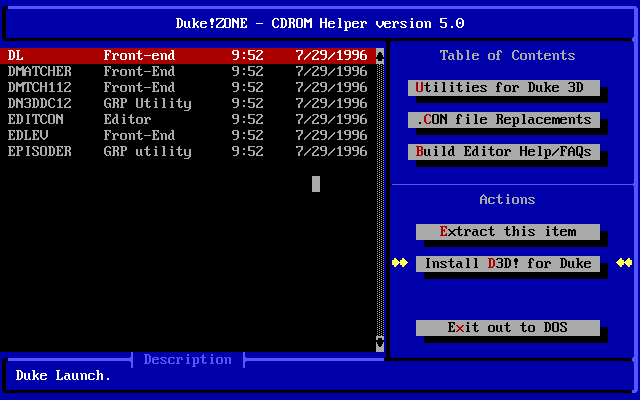 Duke!ZONE - CDROM Helper version 5.0
DL Front-end 9:52 7/29/1996
DMATCHER Front-End 9:52 7/29/1996
DMTCH112 Front-End 9:52 7/29/1996
DN3DDC12 GRP Utility 9:52 7/29/1996
EDITCON Editor 9:52 7/29/1996
EDLEV Front-End 9:52 7/29/1996
EPISODER GRP utility 9:52 7/29/1996
Table of Contents
Utilities for Duke 3D
.CON file Replacements
Build Editor Help/FAQs
Actions
Extract this item
Install D3D! for Duke
Exit out to DOS
Description
Duke Launch.